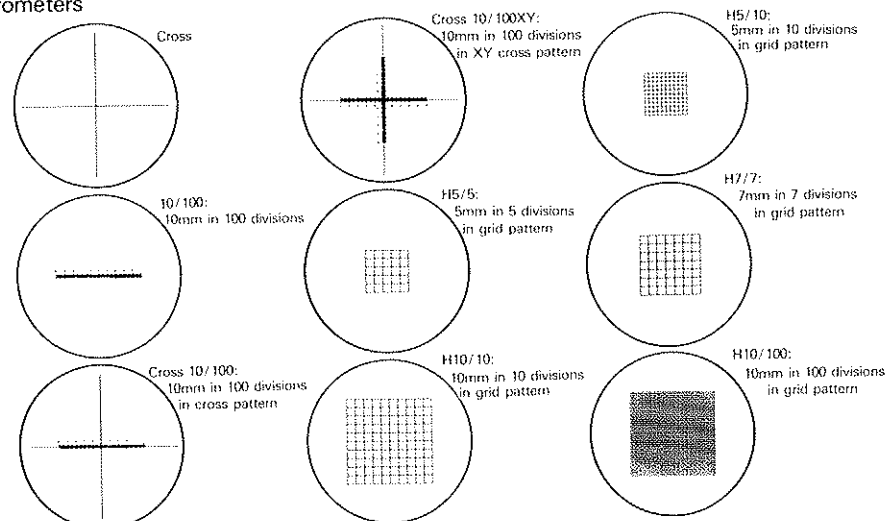 Cross
10/100:
10mm in 100 divisions
Cross 10/100:
10mm in 100 divisions
in cross pattern
Cross 10/100XY:
10mm in 100 divisions
in XY cross pattern
H5/5:
5mm in 5 divisions
in grid pattern
H10/10:
10mm in 10 divisions
in grid pattern
H5/10:
5mm in 10 divisions
in grid pattern
H7/7:
7mm in 7 divisions
in grid pattern
H10/100:
10mm in 100 divisions
in grid pattern